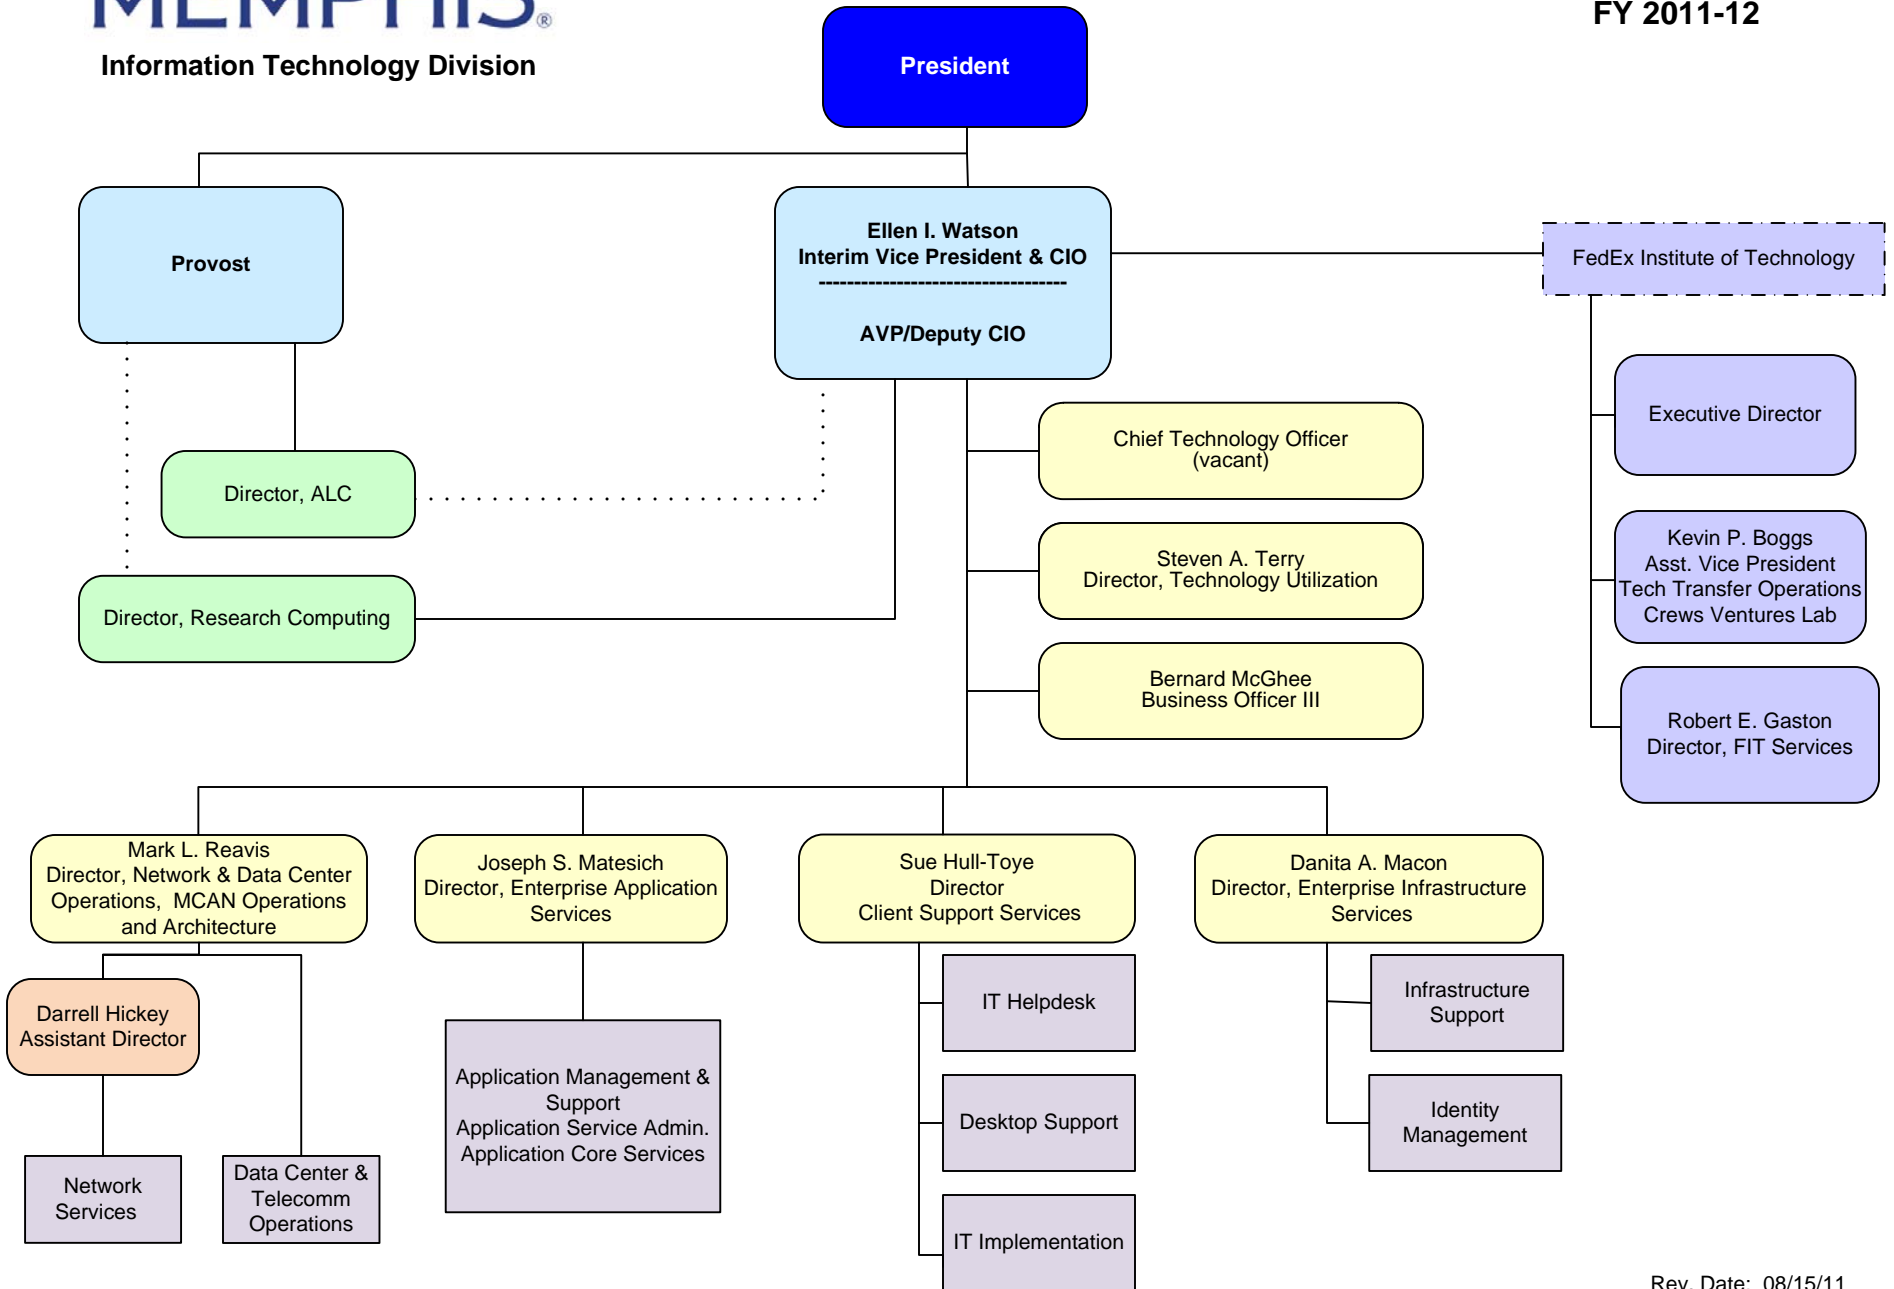 MEMPHIS®
Information Technology Division
FY 2011-12
President
Provost
Ellen I. Watson
Interim Vice President & CIO
-----------------------------------
AVP/Deputy CIO
FedEx Institute of Technology
Executive Director
Chief Technology Officer
(vacant)
Director, ALC
Steven A. Terry
Director, Technology Utilization
Kevin P. Boggs
Asst. Vice President
Tech Transfer Operations
Crews Ventures Lab
Director, Research Computing
Bernard McGhee
Business Officer III
Robert E. Gaston
Director, FIT Services
Mark L. Reavis
Director, Network & Data Center
Operations, MCAN Operations
and Architecture
Joseph S. Matesich
Director, Enterprise Application
Services
Sue Hull-Toye
Director
Client Support Services
Danita A. Macon
Director, Enterprise Infrastructure
Services
Darrell Hickey
Assistant Director
IT Helpdesk
Infrastructure
Support
Application Management &
Support
Application Service Admin.
Application Core Services
Desktop Support
Identity
Management
Network
Services
Data Center &
Telecomm
Operations
IT Implementation
Rev. Date: 08/15/11